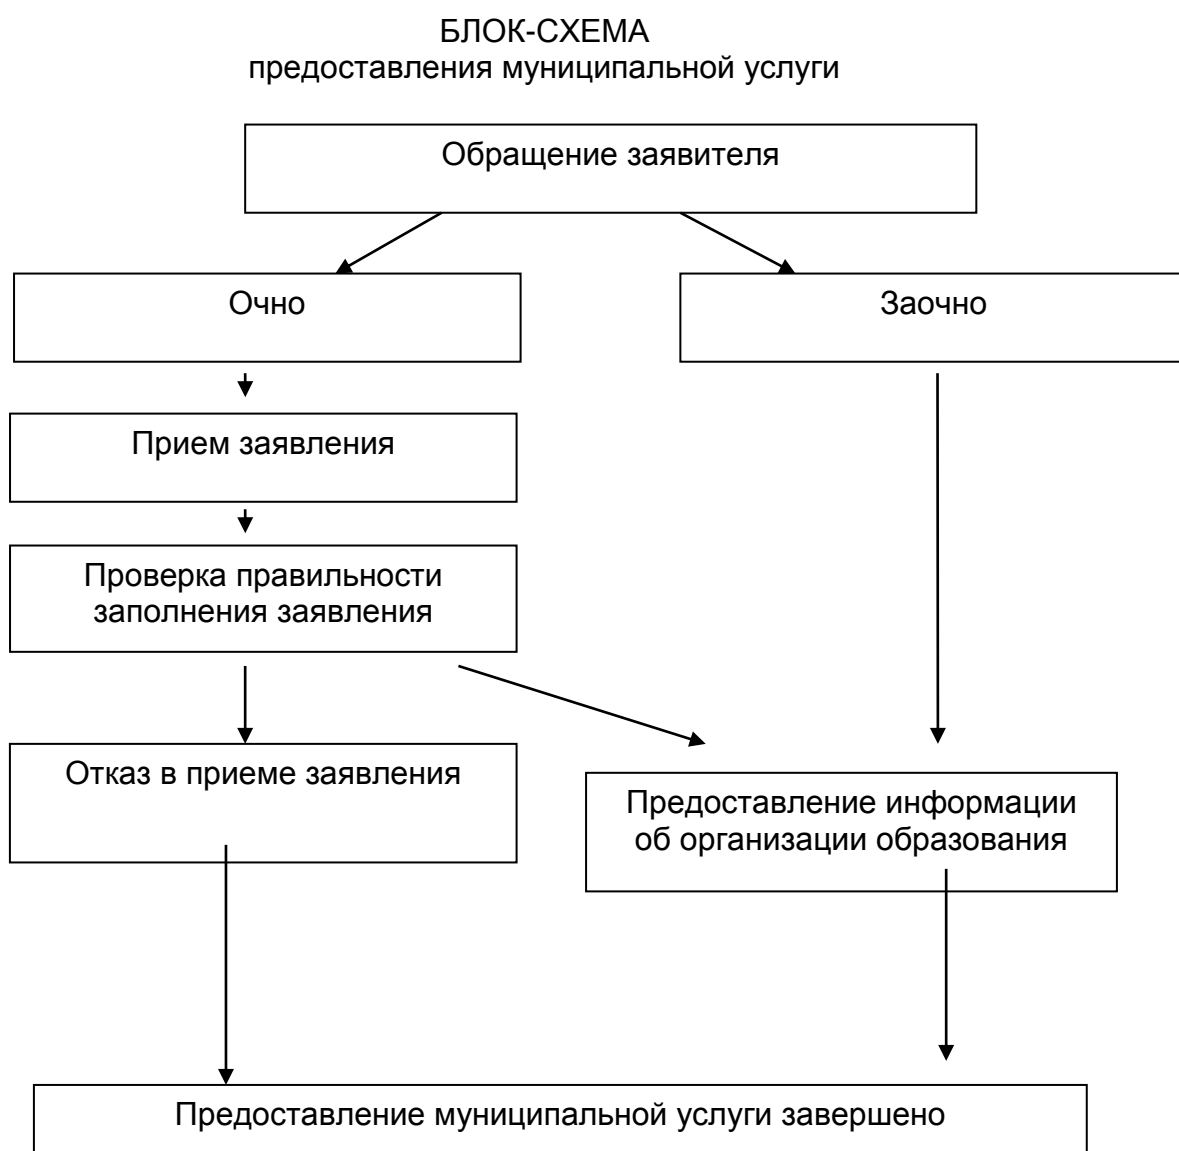 БЛОК-СХЕМА
предоставления муниципальной услуги
Обращение заявителя
Очно
Заочно
Прием заявления
Проверка правильности
заполнения заявления
Отказ в приеме заявления
Предоставление информации
об организации образования
Предоставление муниципальной услуги завершено